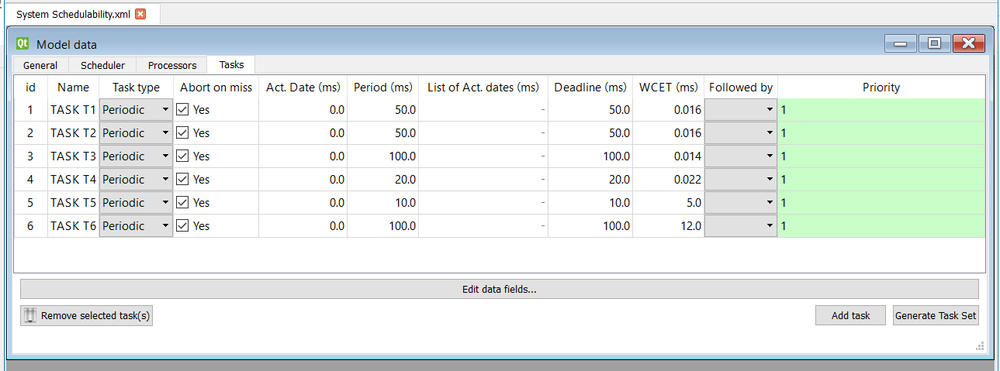 System Schedulability.xml
Qt Model data
General Scheduler Processors Tasks
id Name Task type Abort on miss Act. Date (ms) Period (ms) List of Act. dates (ms) Deadline (ms) WCET (ms) Followed by Priority
1 TASK T1 Periodic Yes 0.0 50.0 - 50.0 0.016 1
2 TASK T2 Periodic Yes 0.0 50.0 - 50.0 0.016 1
3 TASK T3 Periodic Yes 0.0 100.0 - 100.0 0.014 1
4 TASK T4 Periodic Yes 0.0 20.0 - 20.0 0.022 1
5 TASK T5 Periodic Yes 0.0 10.0 - 10.0 5.0 1
6 TASK T6 Periodic Yes 0.0 100.0 - 100.0 12.0 1
Edit data fields...
Remove selected task(s) Add task Generate Task Set